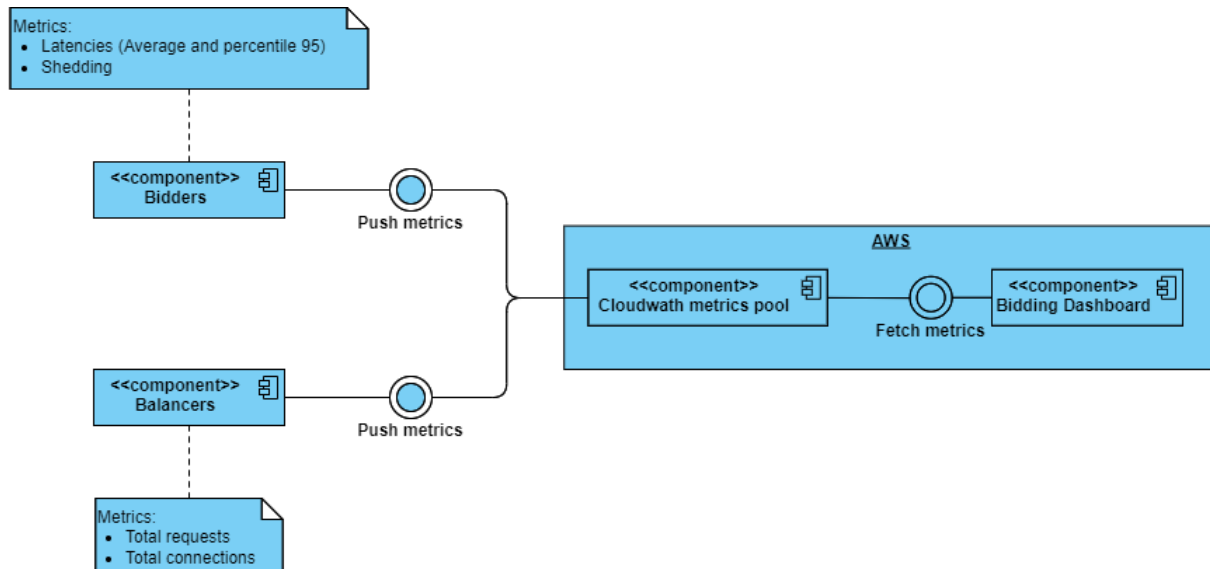 Metrics:
• Latencies (Average and percentile 95)
• Shedding
<<component>>
Bidders
Push metrics
AWS
<<component>>
Cloudwath metrics pool
Fetch metrics
<<component>>
Bidding Dashboard
<<component>>
Balancers
Push metrics
Metrics:
• Total requests
• Total connections